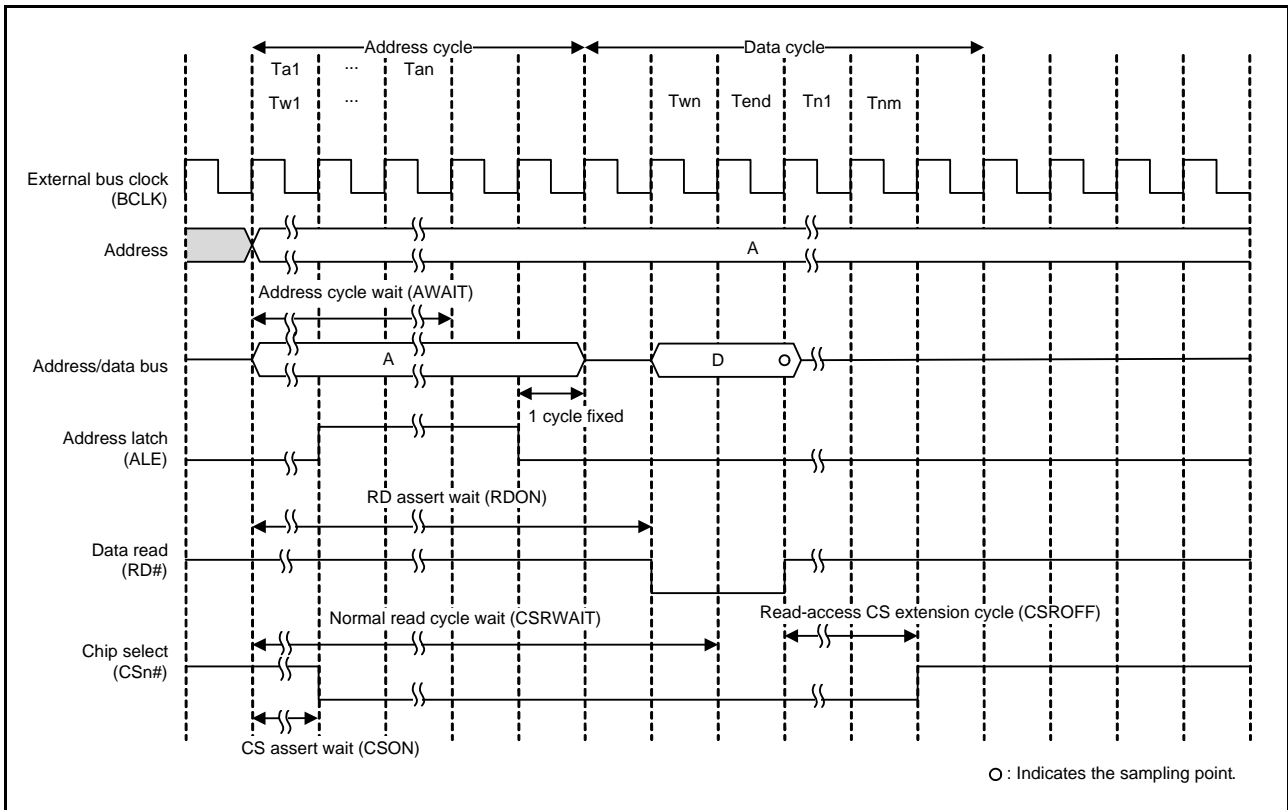 Address cycle Data cycle
Ta1 ... Tan
Tw1 ... Twn Tend Tn1 Tnm
External bus clock
(BCLK)
Address
A
Address cycle wait (AWAIT)
Address/data bus
A
D
1 cycle fixed
Address latch
(ALE)
RD assert wait (RDON)
Data read
(RD#)
Normal read cycle wait (CSRWAIT)
Read-access CS extension cycle (CSROFF)
Chip select
(CSn#)
CS assert wait (CSON)
: Indicates the sampling point.